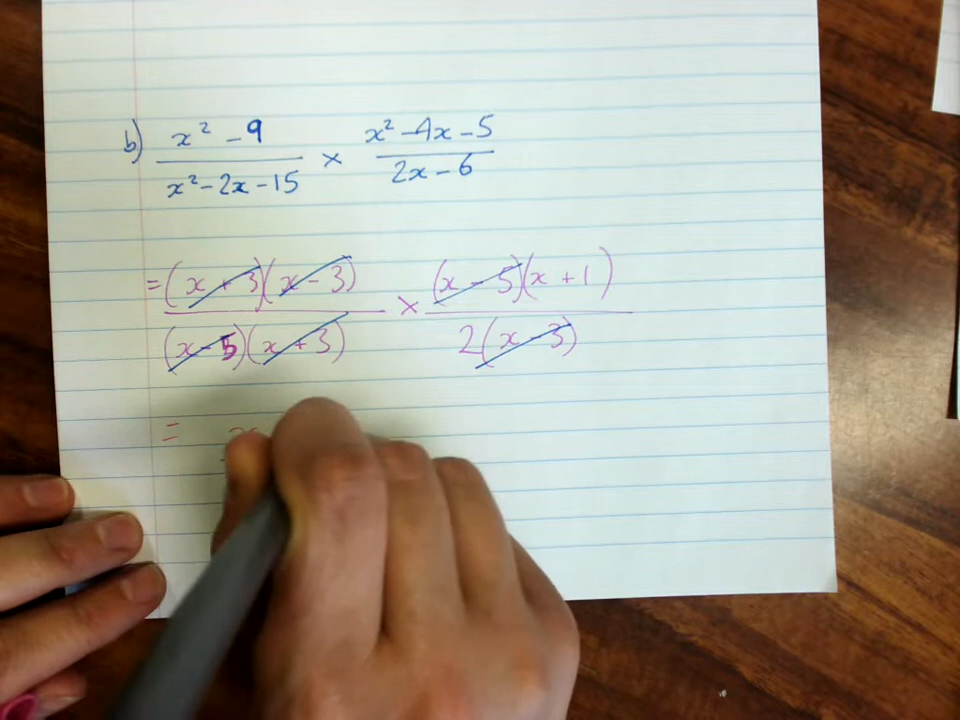 b) x² - 9 / x² - 2x - 15 × x² - 4x - 5 / 2x - 6
= (x + 3)(x - 3) / (x - 5)(x + 3) × (x - 5)(x + 1) / 2(x - 3)
= x